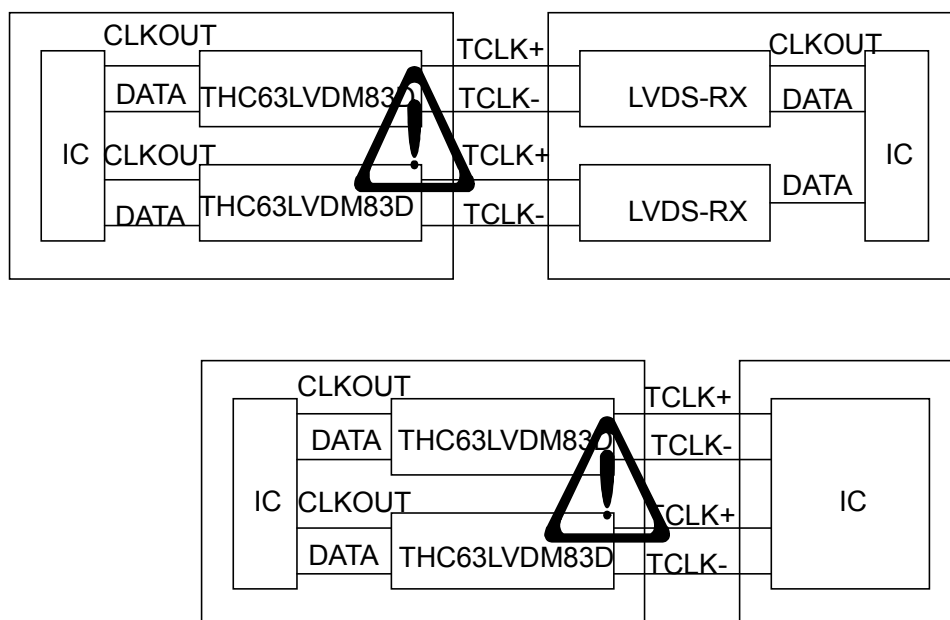 CLKOUT
TCLK+
CLKOUT
DATA
THC63LVDM83D
TCLK-
LVDS-RX
DATA
IC
IC
CLKOUT
TCLK+
DATA
THC63LVDM83D
DATA
TCLK-
LVDS-RX
CLKOUT
TCLK+
DATA
THC63LVDM83D
TCLK-
IC
CLKOUT
IC
TCLK+
DATA
THC63LVDM83D
TCLK-